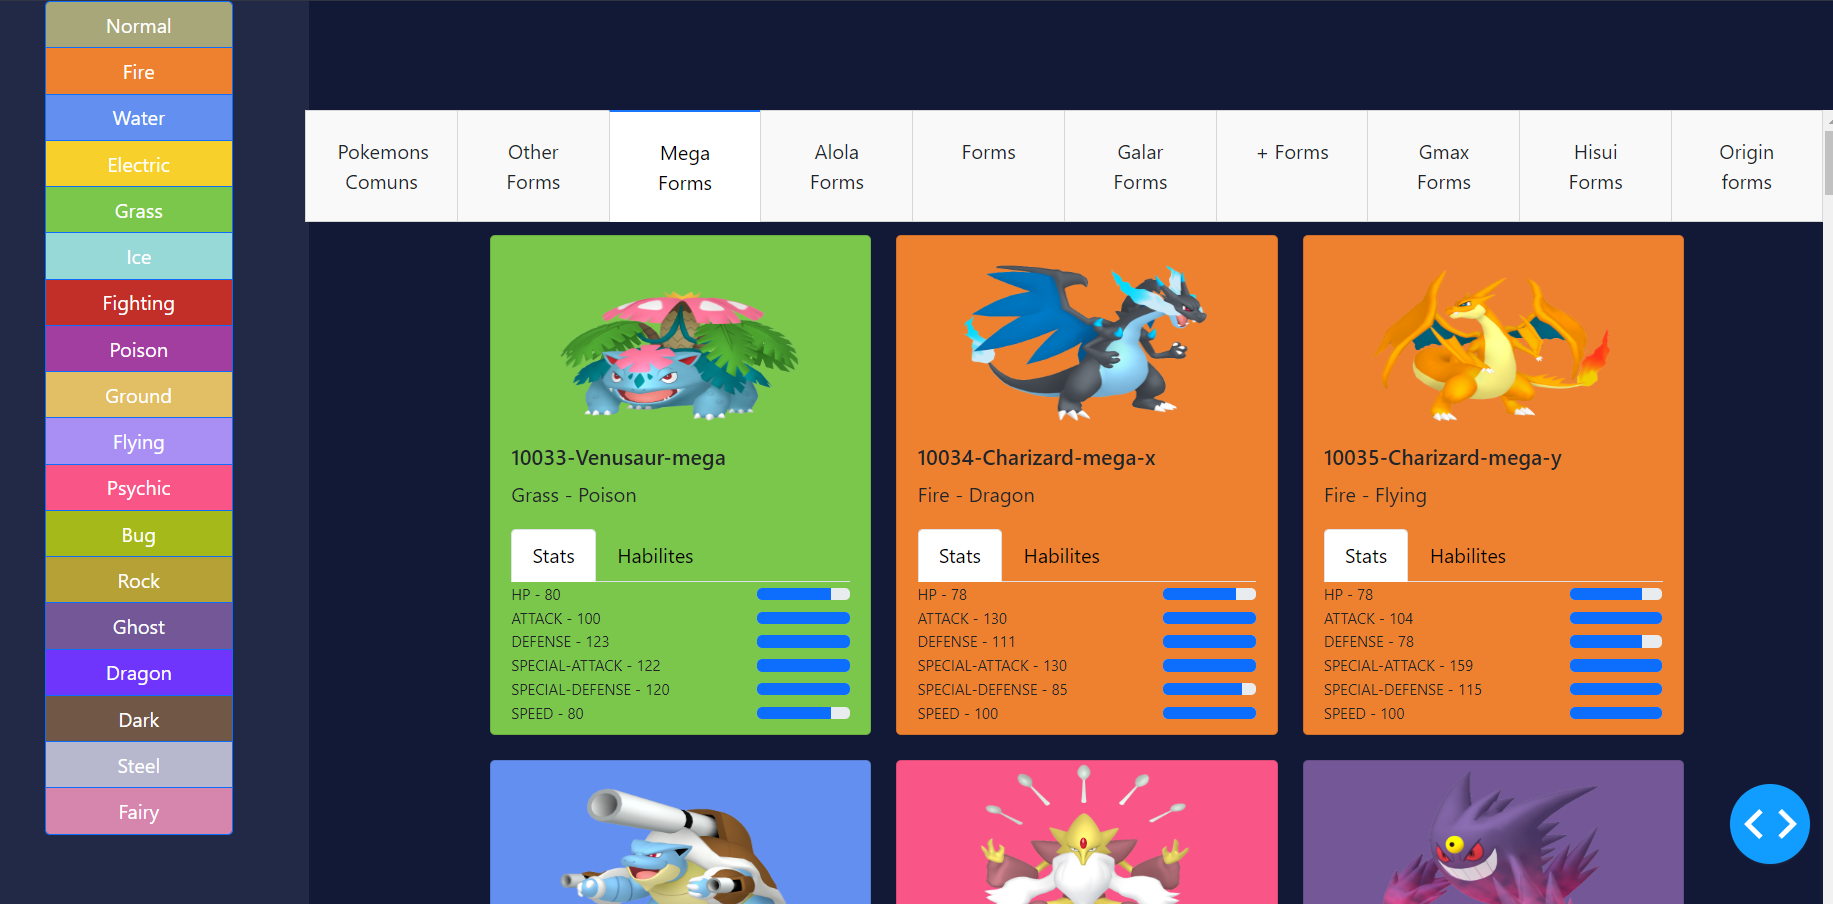 Normal
Fire
Water
Electric
Grass
Ice
Fighting
Poison
Ground
Flying
Psychic
Bug
Rock
Ghost
Dragon
Dark
Steel
Fairy
Pokemons
Comuns
Other
Forms
Mega
Forms
Alola
Forms
Forms
Galar
Forms
+ Forms
Gmax
Forms
Hisui
Forms
Origin
forms
10033-Venusaur-mega
Grass - Poison
Stats Habilites
HP - 80
ATTACK - 100
DEFENSE - 123
SPECIAL-ATTACK - 122
SPECIAL-DEFENSE - 120
SPEED - 80
10034-Charizard-mega-x
Fire - Dragon
Stats Habilites
HP - 78
ATTACK - 130
DEFENSE - 111
SPECIAL-ATTACK - 130
SPECIAL-DEFENSE - 85
SPEED - 100
10035-Charizard-mega-y
Fire - Flying
Stats Habilites
HP - 78
ATTACK - 104
DEFENSE - 78
SPECIAL-ATTACK - 159
SPECIAL-DEFENSE - 115
SPEED - 100